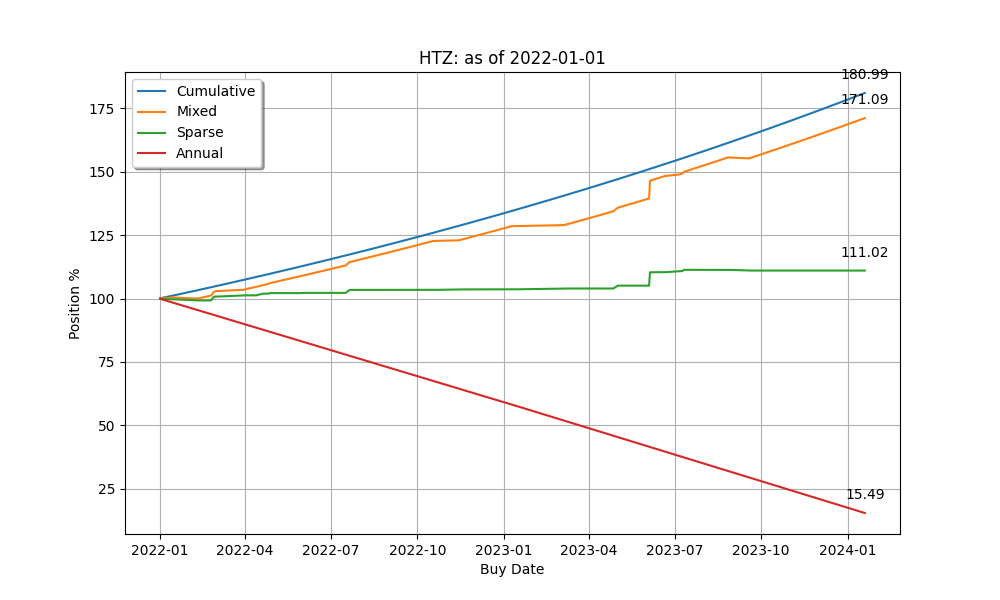 HTZ: as of 2022-01-01
180.99
171.09
Cumulative
Mixed
Sparse
Annual
111.02
15.49
Position %
175
150
125
100
75
50
25
2022-01 2022-04 2022-07 2022-10 2023-01 2023-04 2023-07 2023-10 2024-01
Buy Date